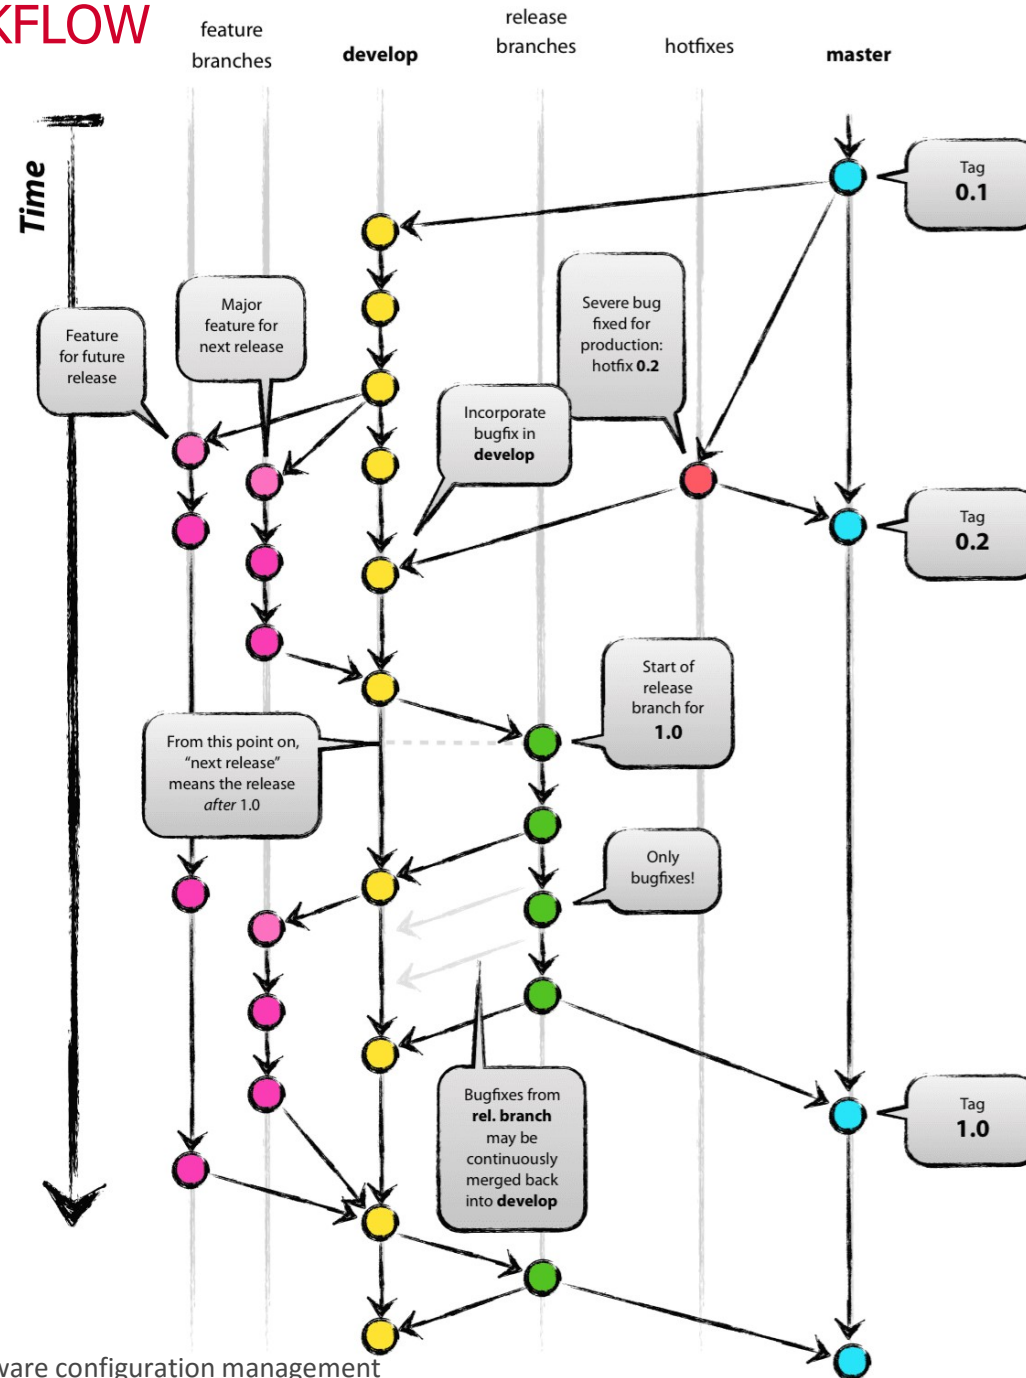 KFLOW
feature
branches
develop
release
branches
hotfixes
master
Time
Tag
0.1
Major
feature for
next release
Feature
for future
release
Severe bug
fixed for
production:
hotfix 0.2
Incorporate
bugfix in
develop
Tag
0.2
Start of
release
branch for
1.0
From this point on,
“next release”
means the release
after 1.0
Only
bugfixes!
Bugfixes from
rel. branch
may be
continuously
merged back
into develop
Tag
1.0
ware configuration management